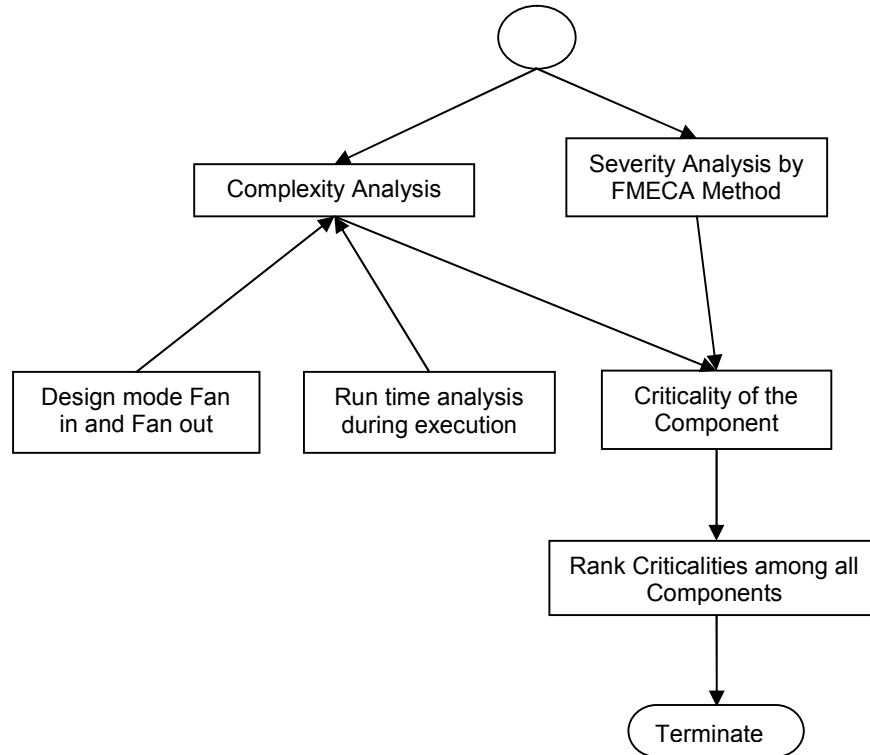 Complexity Analysis
Severity Analysis by
FMECA Method
Design mode Fan
in and Fan out
Run time analysis
during execution
Criticality of the
Component
Rank Criticalities among all
Components
Terminate